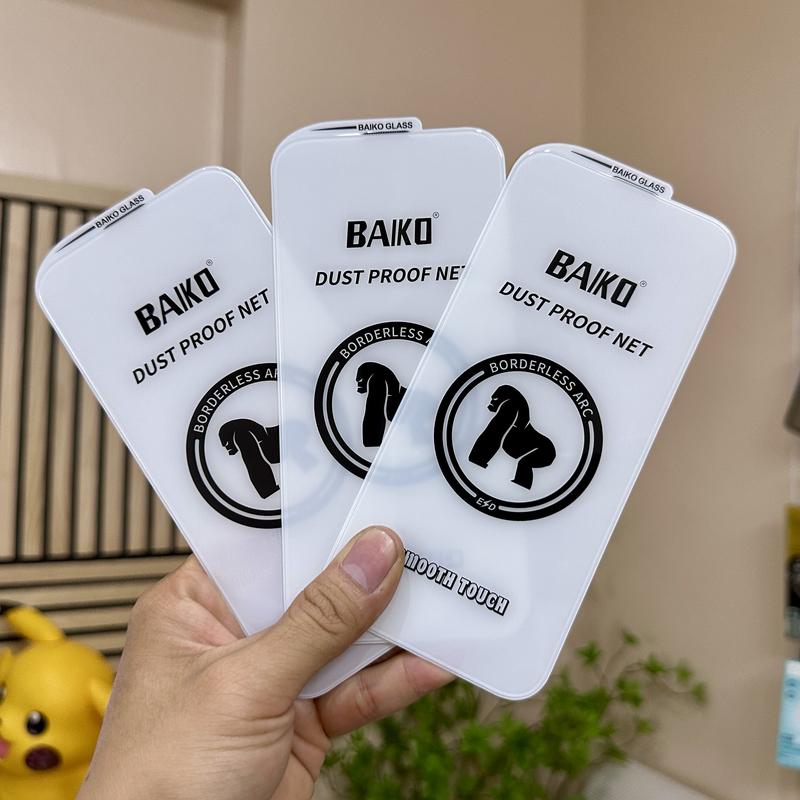 BAIKO GLASS
BAIKO®
DUST PROOF NET
BORDERLESS
BAIKO GLASS
BAIKO®
DUST PROOF NET
BORDERLESS
BAIKO GLASS
BAIKO®
DUST PROOF NET
BORDERLESS ARC
ESD
SMOOTH TOUCH